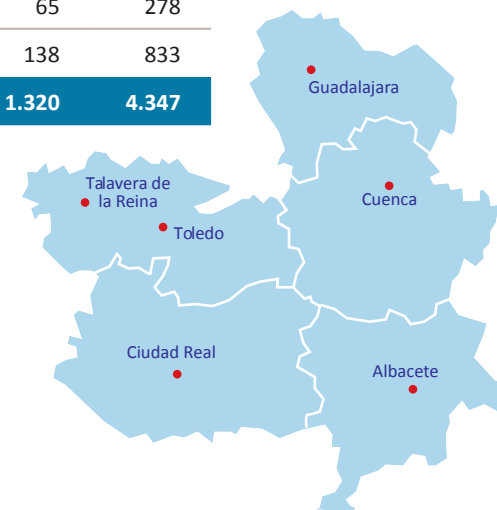 65 278
138 833
1.320 4.347
Guadalajara
Talavera de
la Reina
Cuenca
Toledo
Ciudad Real
Albacete